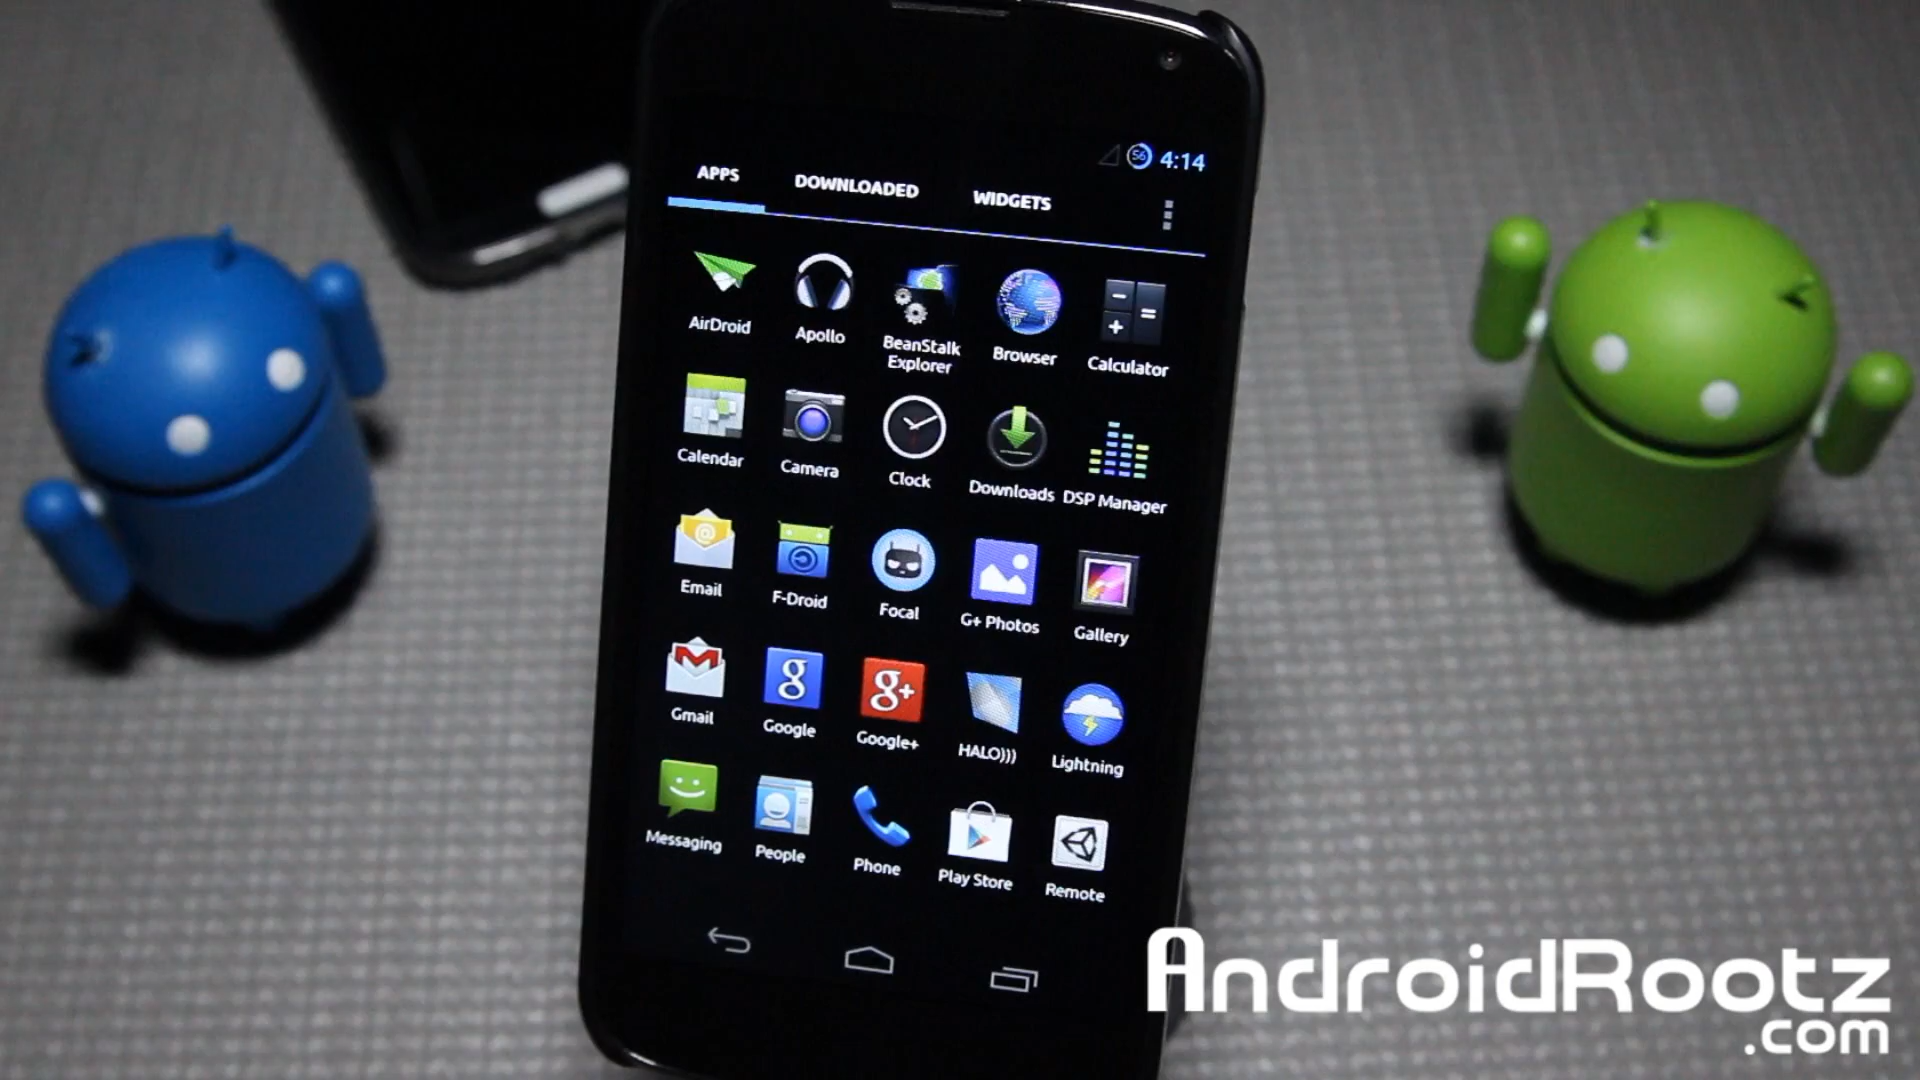 56 4:14
APPS DOWNLOADED WIDGETS
AirDroid Apollo BeanStalk Explorer Browser Calculator
Calendar Camera Clock Downloads DSP Manager
Email F-Droid Focal G+ Photos Gallery
Gmail Google Google+ HALO))) Lightning
Messaging People Phone Play Store Remote
AndroidRootz
.com